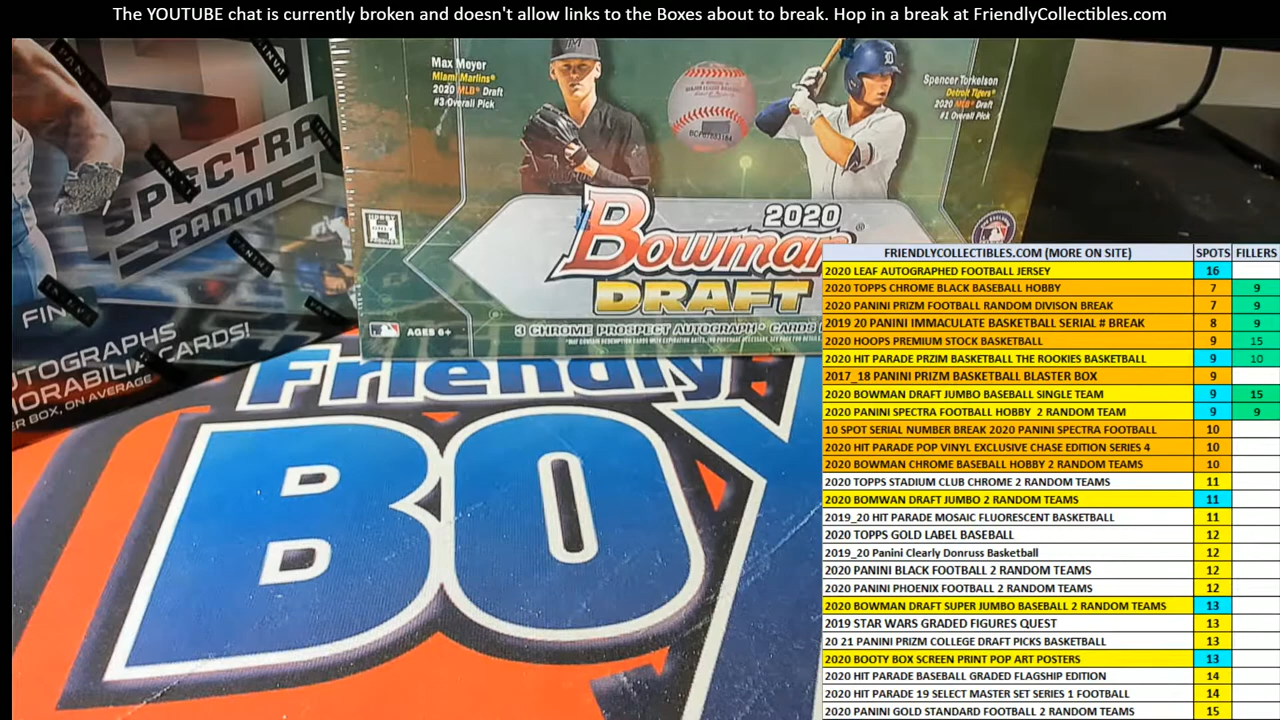 The YOUTUBE chat is currently broken and doesn't allow links to the Boxes about to break. Hop in a break at FriendlyCollectibles.com
Max Meyer
Miami Marlins®
2020 MLB® Draft
#3 Overall Pick
Spencer Torkelson
Detroit Tigers®
2020 MLB® Draft
#1 Overall Pick
SPECTRA
PANINI
HOBBY
ONLY
2020
Bowman
DRAFT
AGES 6+
3 CHROME PROSPECT AUTOGRAPH* CARDS
AUTOGRAPHS
CARDS!
BOX, ON AVERAGE
Friendly
BO
FRIENDLYCOLLECTIBLES.COM (MORE ON SITE) SPOTS FILLERS
2020 LEAF AUTOGRAPHED FOOTBALL JERSEY 16
2020 TOPPS CHROME BLACK BASEBALL HOBBY 7 9
2020 PANINI PRIZM FOOTBALL RANDOM DIVISON BREAK 7 9
2019 20 PANINI IMMACULATE BASKETBALL SERIAL # BREAK 8 9
2020 HOOPS PREMIUM STOCK BASKETBALL 9 15
2020 HIT PARADE PRZIM BASKETBALL THE ROOKIES BASKETBALL 9 10
2017_18 PANINI PRIZM BASKETBALL BLASTER BOX 9
2020 BOWMAN DRAFT JUMBO BASEBALL SINGLE TEAM 9 15
2020 PANINI SPECTRA FOOTBALL HOBBY 2 RANDOM TEAM 9 9
10 SPOT SERIAL NUMBER BREAK 2020 PANINI SPECTRA FOOTBALL 10
2020 HIT PARADE POP VINYL EXCLUSIVE CHASE EDITION SERIES 4 10
2020 BOWMAN CHROME BASEBALL HOBBY 2 RANDOM TEAMS 10
2020 TOPPS STADIUM CLUB CHROME 2 RANDOM TEAMS 11
2020 BOMWAN DRAFT JUMBO 2 RANDOM TEAMS 11
2019_20 HIT PARADE MOSAIC FLUORESCENT BASKETBALL 11
2020 TOPPS GOLD LABEL BASEBALL 12
2019_20 Panini Clearly Donruss Basketball 12
2020 PANINI BLACK FOOTBALL 2 RANDOM TEAMS 12
2020 PANINI PHOENIX FOOTBALL 2 RANDOM TEAMS 12
2020 BOWMAN DRAFT SUPER JUMBO BASEBALL 2 RANDOM TEAMS 13
2019 STAR WARS GRADED FIGURES QUEST 13
20 21 PANINI PRIZM COLLEGE DRAFT PICKS BASKETBALL 13
2020 BOOTY BOX SCREEN PRINT POP ART POSTERS 13
2020 HIT PARADE BASEBALL GRADED FLAGSHIP EDITION 14
2020 HIT PARADE 19 SELECT MASTER SET SERIES 1 FOOTBALL 14
2020 PANINI GOLD STANDARD FOOTBALL 2 RANDOM TEAMS 15